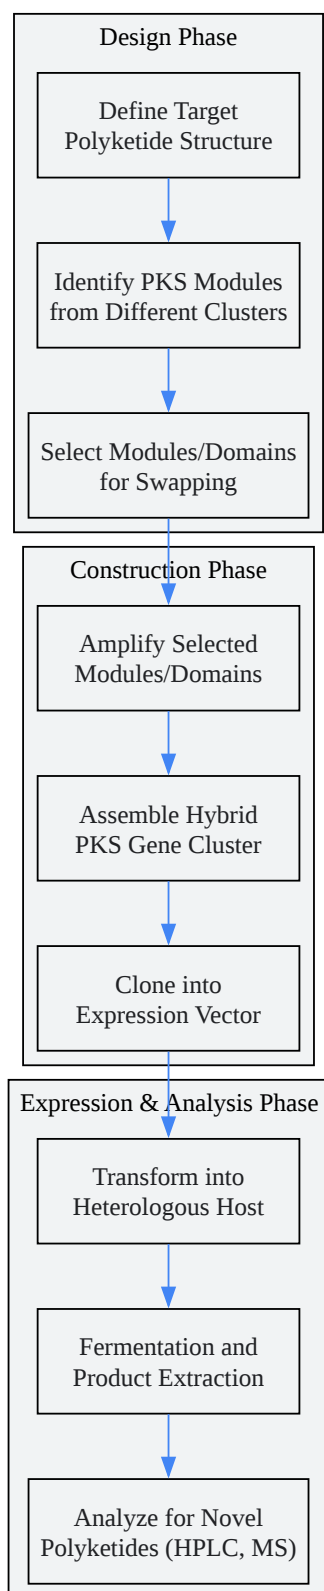 Design Phase
Define Target
Polyketide Structure
Identify PKS Modules
from Different Clusters
Select Modules/Domains
for Swapping
Construction Phase
Amplify Selected
Modules/Domains
Assemble Hybrid
PKS Gene Cluster
Clone into
Expression Vector
Expression & Analysis Phase
Transform into
Heterologous Host
Fermentation and
Product Extraction
Analyze for Novel
Polyketides (HPLC, MS)